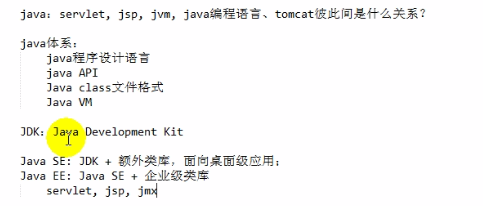 java：servlet, jsp, jvm, java编程语言、tomcat彼此间是什么关系？
java体系：
java程序设计语言
java API
Java class文件格式
Java VM
JDK：Java Development Kit
Java SE: JDK + 额外类库，面向桌面级应用；
Java EE: Java SE + 企业级类库
servlet, jsp, jmx